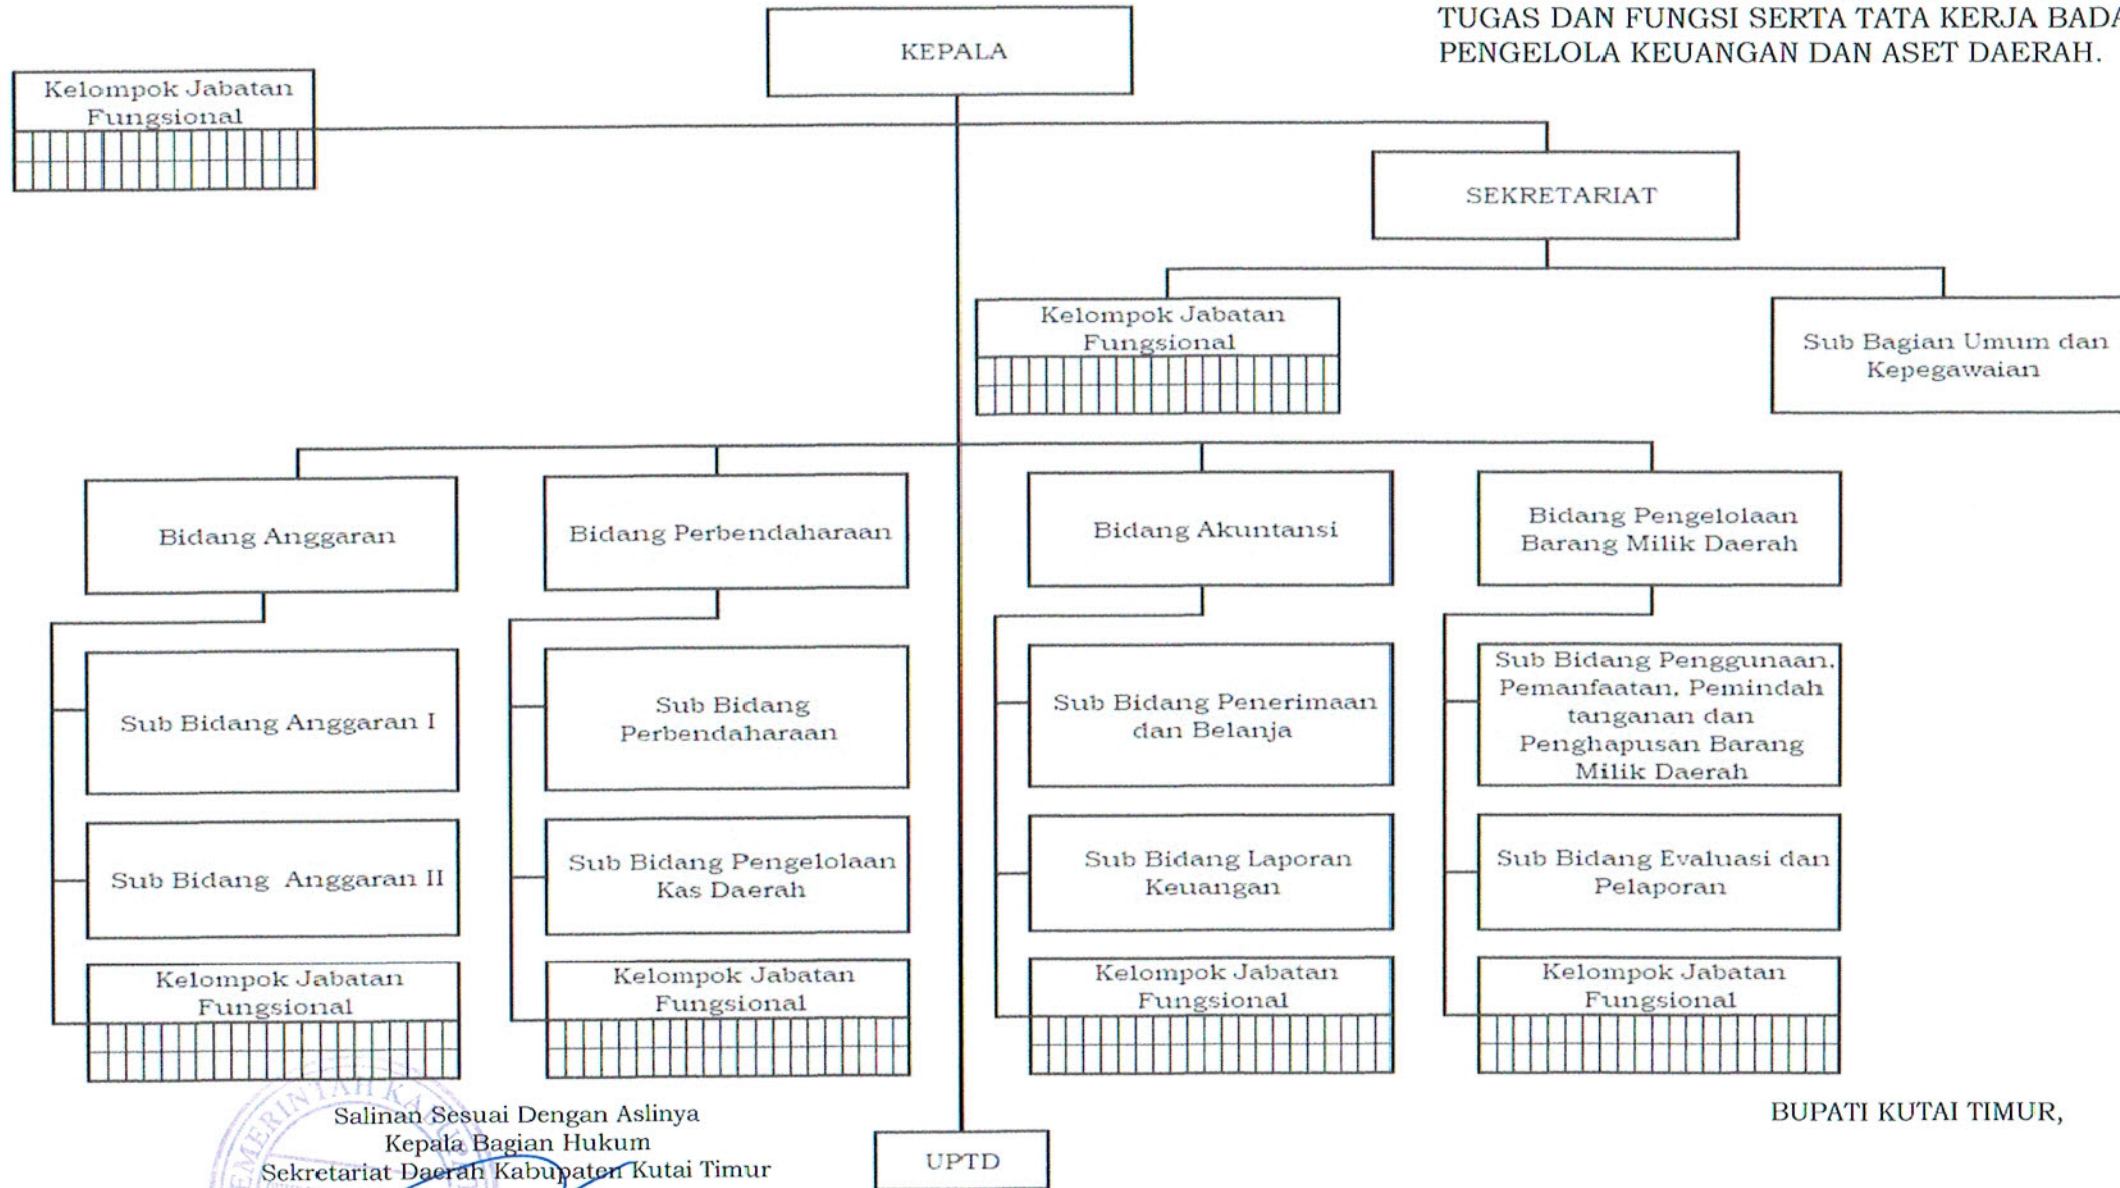 TUGAS DAN FUNGSI SERTA TATA KERJA
PENGELOLA KEUANGAN DAN ASET DAERAH.
KEPALA
Kelompok Jabatan
Fungsional
SEKRETARIAT
Kelompok Jabatan
Fungsional
Sub Bagian Umum dan
Kepegawaian
Bidang Anggaran
Bidang Perbendaharaan
Bidang Akuntansi
Bidang Pengelolaan
Barang Milik Daerah
Sub Bidang Anggaran I
Sub Bidang
Perbendaharaan
Sub Bidang Penerimaan
dan Belanja
Sub Bidang Penggunaan.
Pemanfaatan, Pemindah
tanganan dan
Penghapusan Barang
Milik Daerah
Sub Bidang Anggaran II
Sub Bidang Pengelolaan
Kas Daerah
Sub Bidang Laporan
Keuangan
Sub Bidang Evaluasi dan
Pelaporan
Kelompok Jabatan
Fungsional
Kelompok Jabatan
Fungsional
Kelompok Jabatan
Fungsional
Kelompok Jabatan
Fungsional
Salinan Sesuai Dengan Aslinya
Kepala Bagian Hukum
Sekretariat Daerah Kabupaten Kutai Timur
UPTD
BUPATI KUTAI TIMUR,